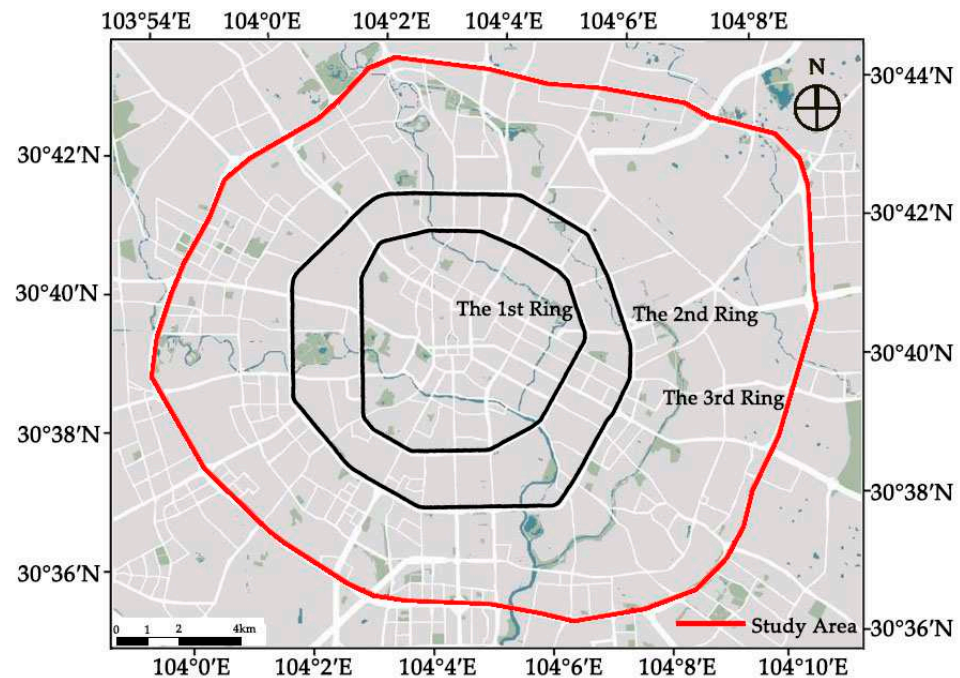 103°54′E 104°0′E 104°2′E 104°4′E 104°6′E 104°8′E
N
30°44′N
30°42′N
30°42′N
30°40′N
The 1st Ring
The 2nd Ring
30°40′N
The 3rd Ring
30°38′N
30°38′N
30°36′N
Study Area
30°36′N
0 1 2 4km
104°0′E 104°2′E 104°4′E 104°6′E 104°8′E 104°10′E